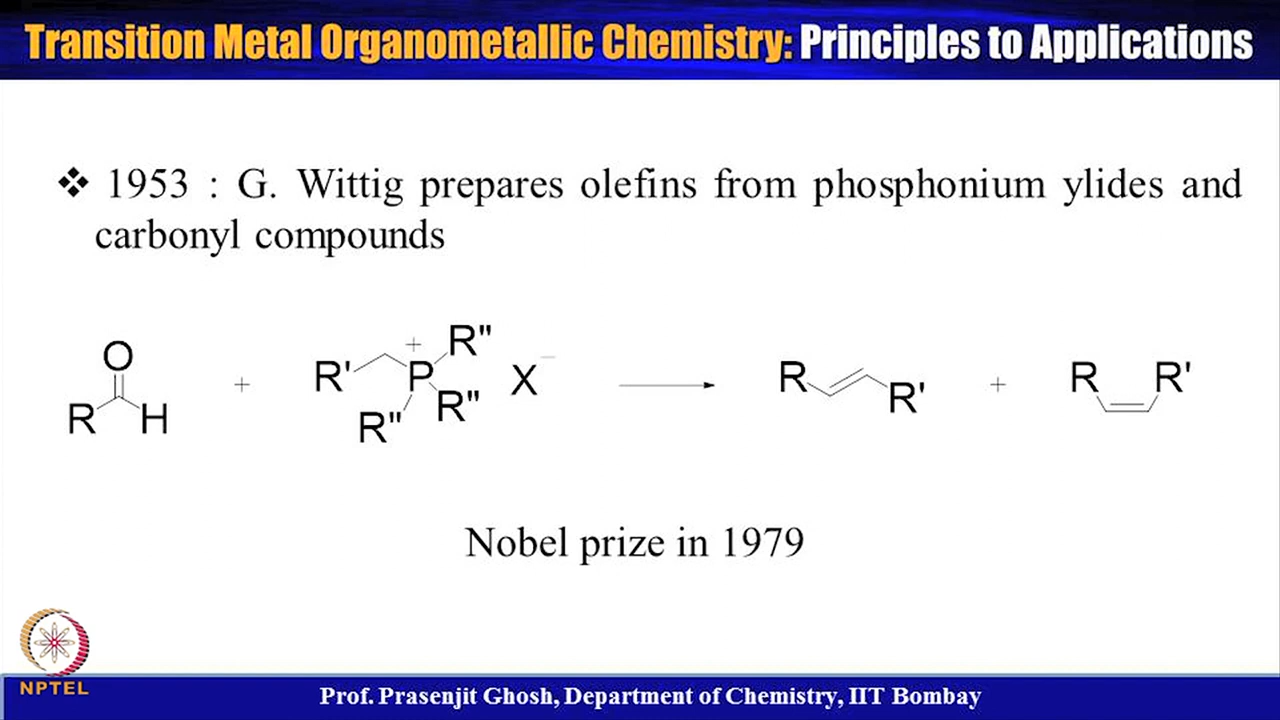 Transition Metal Organometallic Chemistry: Principles to Applications
❖ 1953 : G. Wittig prepares olefins from phosphonium ylides and
carbonyl compounds
O
R H
+
R' P + R" R" R" X −
R R'
+
R R'
Nobel prize in 1979
NPTEL
Prof. Prasenjit Ghosh, Department of Chemistry, IIT Bombay